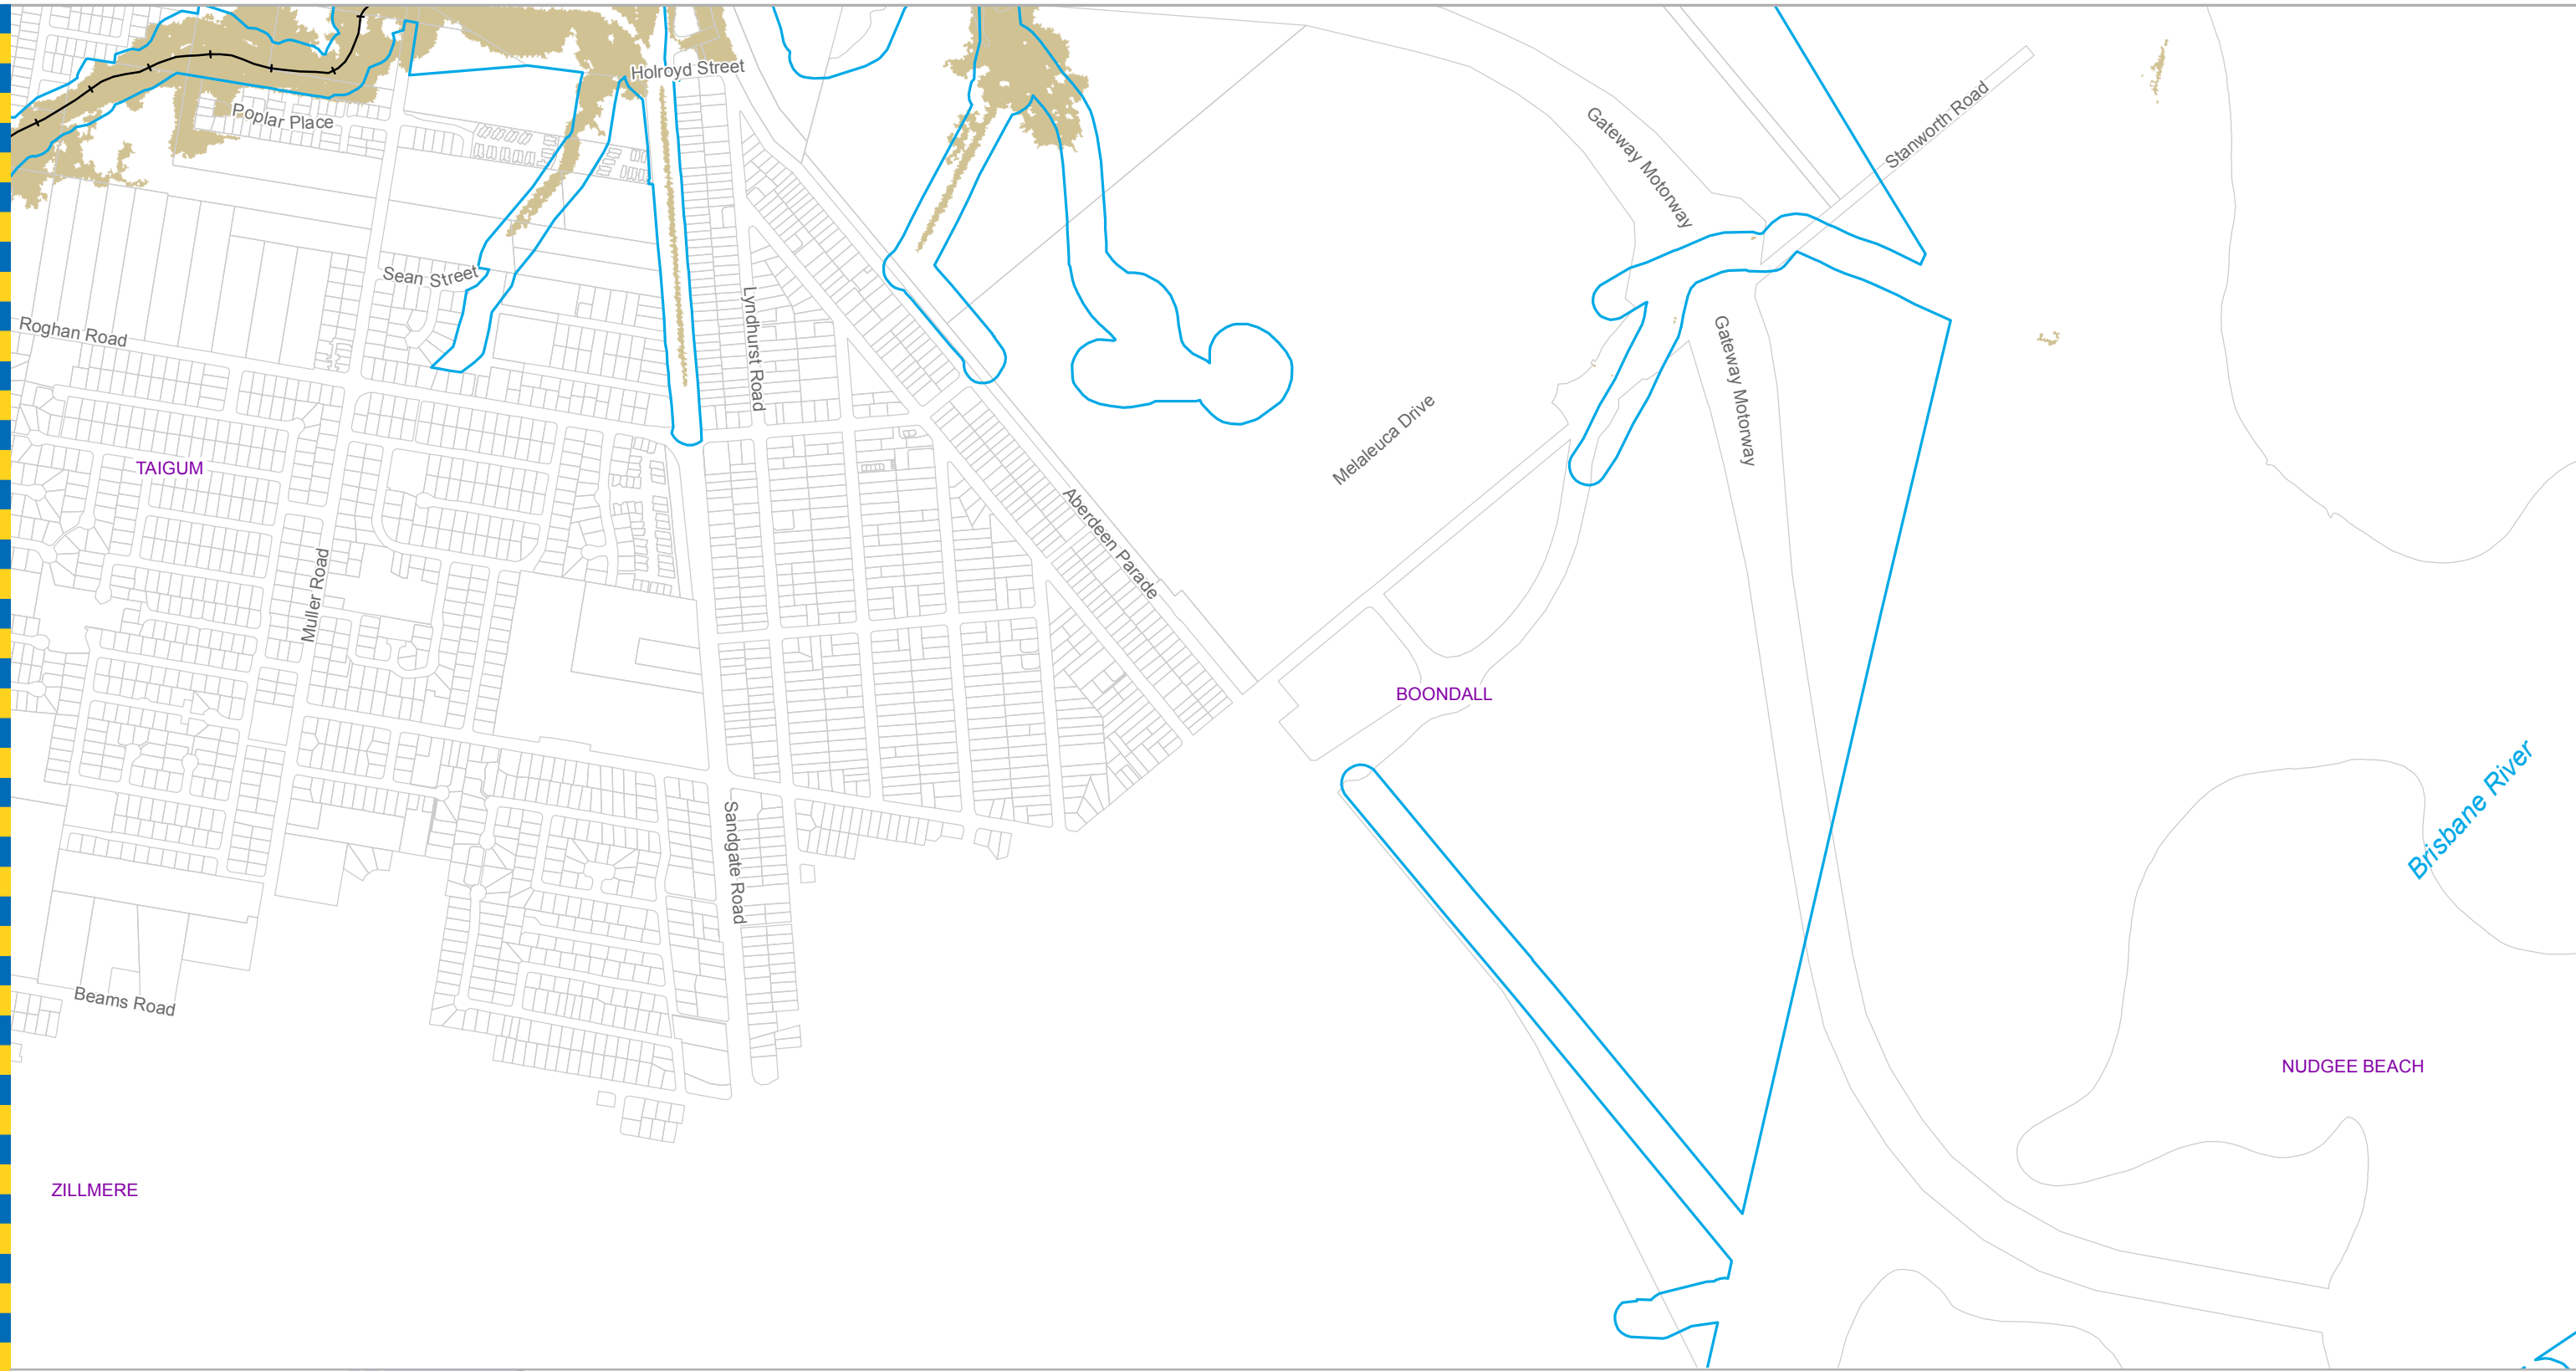 Holroyd Street
Poplar Place
Gateway Motorway
Stanworth Road
Sean Street
Roghan Road
Lyndhurst Road
Gateway Motorway
Melaleuca Drive
TAIGUM
Aberdeen Parade
Muller Road
BOONDALL
Brisbane River
Sandgate Road
Beams Road
NUDGEE BEACH
ZILLMERE